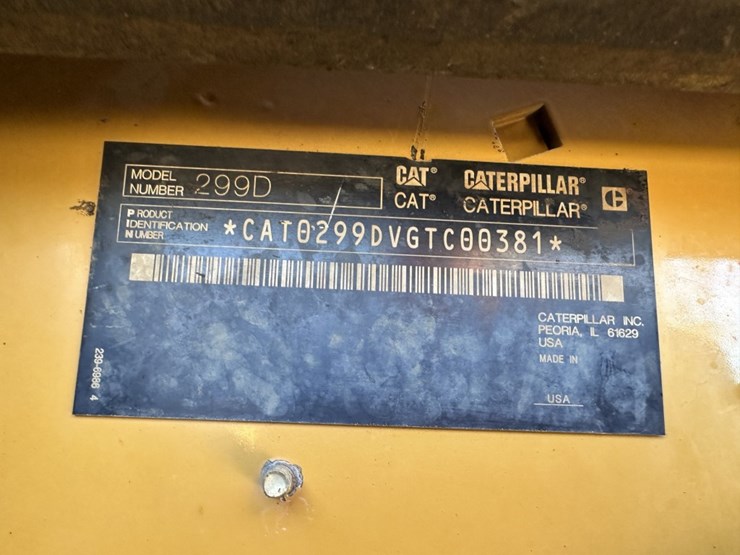 MODEL
NUMBER 299D
CAT® CATERPILLAR®
CAT® CATERPILLAR®
PRODUCT
IDENTIFICATION
NUMBER *CAT0299DVGTC00381*
CATERPILLAR INC.
PEORIA, IL 61629
USA
MADE IN
USA
239-6966 4